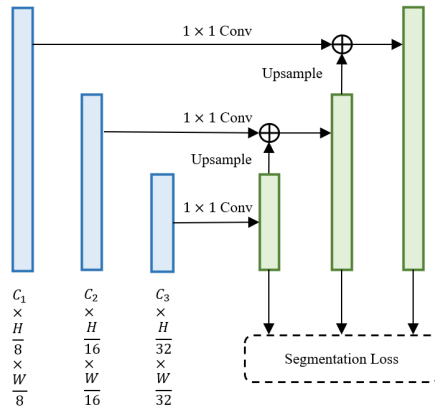 1 × 1 Conv
Upsample
1 × 1 Conv
Upsample
1 × 1 Conv
C₁ × H/8 × W/8
C₂ × H/16 × W/16
C₃ × H/32 × W/32
Segmentation Loss